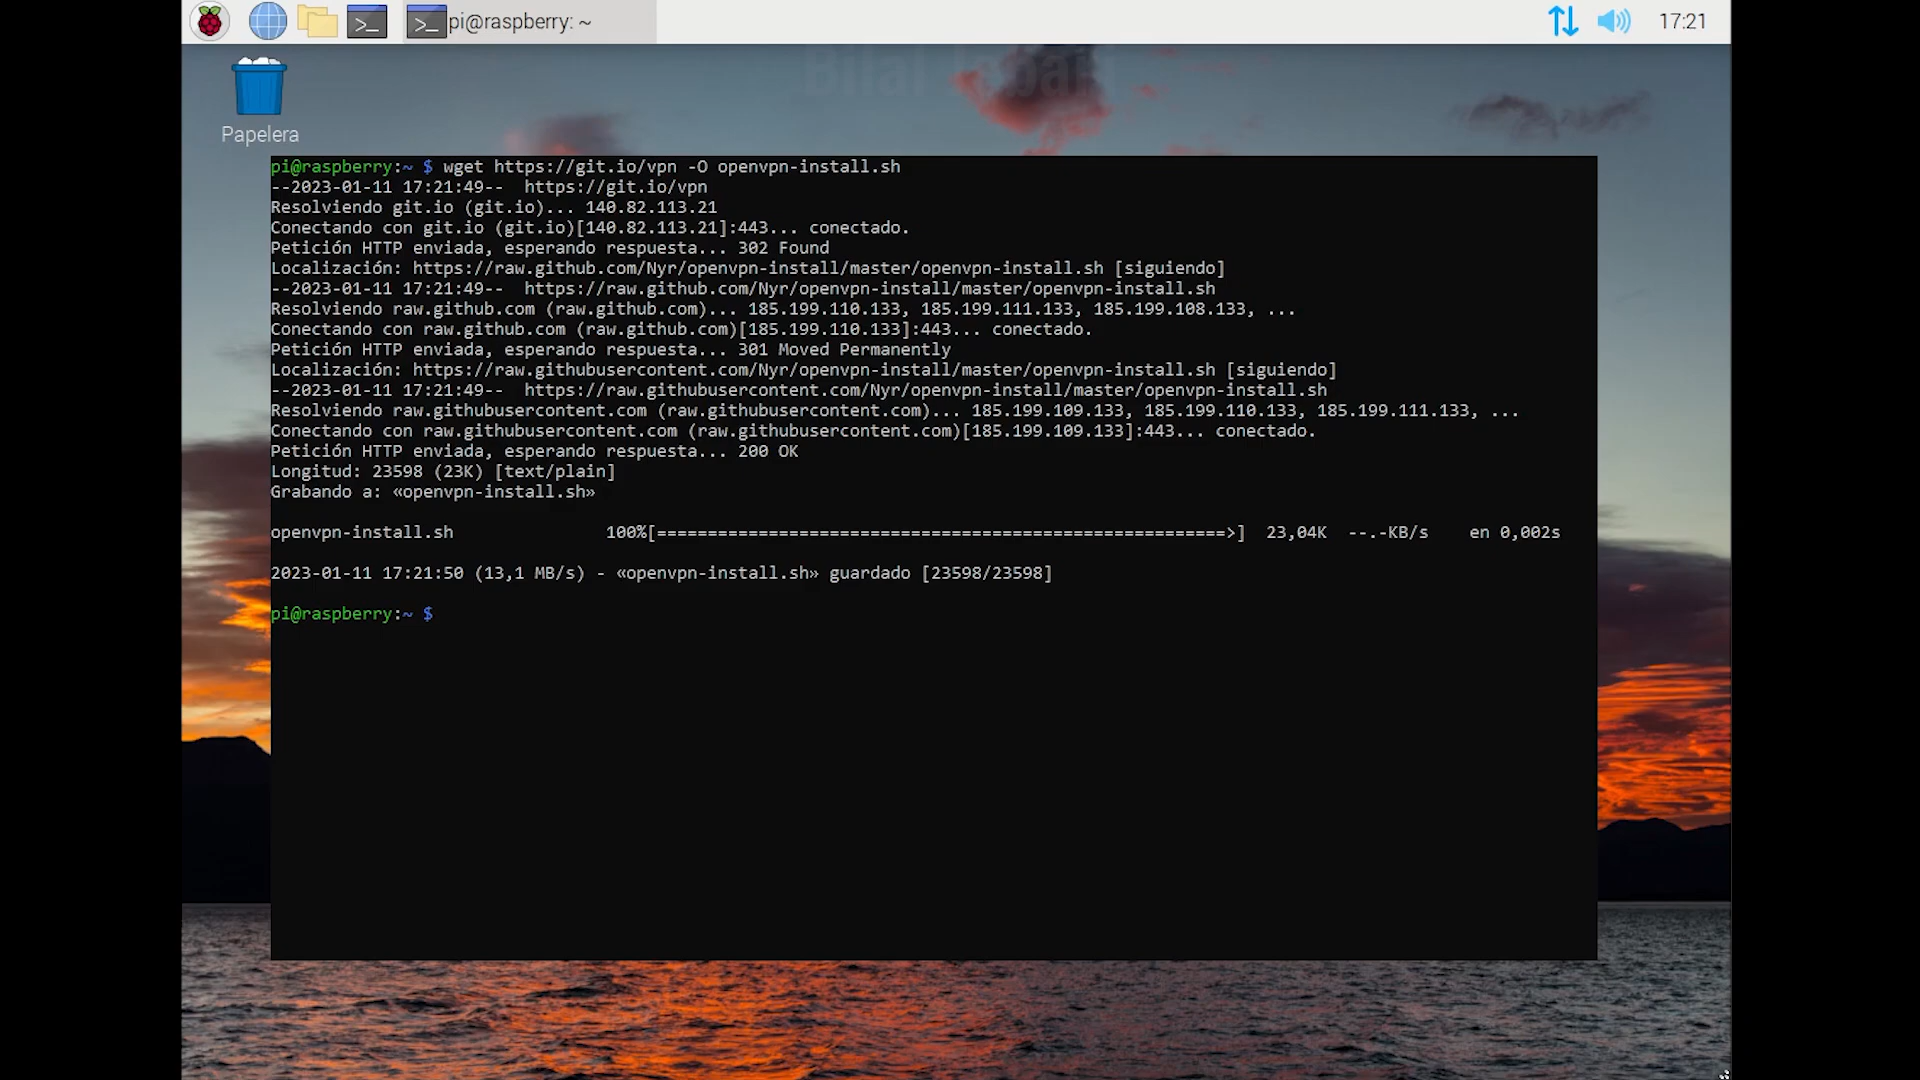 pi@raspberry: ~
17:21
Papelera
pi@raspberry:~ $ wget https://git.io/vpn -O openvpn-install.sh
--2023-01-11 17:21:49--  https://git.io/vpn
Resolviendo git.io (git.io)... 140.82.113.21
Conectando con git.io (git.io)[140.82.113.21]:443... conectado.
Petición HTTP enviada, esperando respuesta... 302 Found
Localización: https://raw.github.com/Nyr/openvpn-install/master/openvpn-install.sh [siguiendo]
--2023-01-11 17:21:49--  https://raw.github.com/Nyr/openvpn-install/master/openvpn-install.sh
Resolviendo raw.github.com (raw.github.com)... 185.199.110.133, 185.199.111.133, 185.199.108.133, ...
Conectando con raw.github.com (raw.github.com)[185.199.110.133]:443... conectado.
Petición HTTP enviada, esperando respuesta... 301 Moved Permanently
Localización: https://raw.githubusercontent.com/Nyr/openvpn-install/master/openvpn-install.sh [siguiendo]
--2023-01-11 17:21:49--  https://raw.githubusercontent.com/Nyr/openvpn-install/master/openvpn-install.sh
Resolviendo raw.githubusercontent.com (raw.githubusercontent.com)... 185.199.109.133, 185.199.110.133, 185.199.111.133, ...
Conectando con raw.githubusercontent.com (raw.githubusercontent.com)[185.199.109.133]:443... conectado.
Petición HTTP enviada, esperando respuesta... 200 OK
Longitud: 23598 (23K) [text/plain]
Grabando a: «openvpn-install.sh»
openvpn-install.sh 100%[========================================================>] 23,04K --.-KB/s en 0,002s
2023-01-11 17:21:50 (13,1 MB/s) - «openvpn-install.sh» guardado [23598/23598]
pi@raspberry:~ $